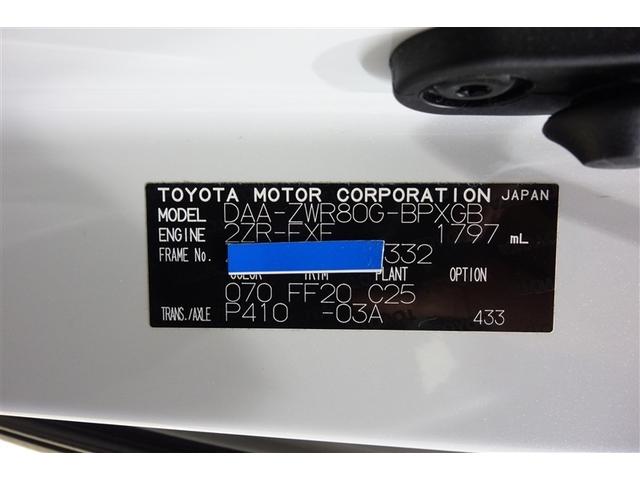 TOYOTA MOTOR CORPORATION JAPAN
MODEL DAA-ZWR80G-BPXGB
ENGINE 2ZR-FXE 1797 mL
FRAME No. 332
COLOR TRIM PLANT OPTION
070 FF20 C25
TRANS./AXLE P410 -03A 433